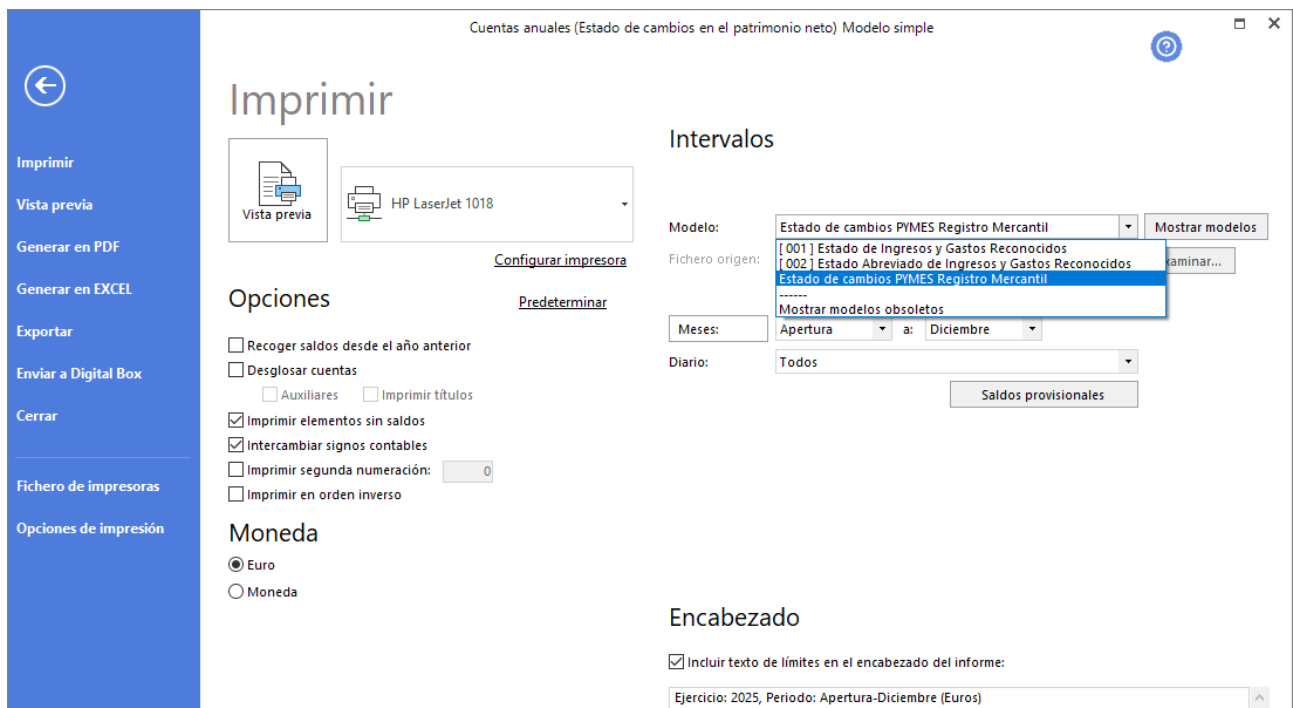 Cuentas anuales (Estado de cambios en el patrimonio neto) Modelo simple
Imprimir
Vista previa
Generar en PDF
Generar en EXCEL
Exportar
Enviar a Digital Box
Cerrar
Fichero de impresoras
Opciones de impresión
Imprimir
Vista previa
HP LaserJet 1018
Configurar impresora
Opciones
Predeterminar
Recoger saldos desde el año anterior
Desglosar cuentas
Auxiliares Imprimir títulos
Imprimir elementos sin saldos
Intercambiar signos contables
Imprimir segunda numeración: 0
Imprimir en orden inverso
Moneda
Euro
Moneda
Intervalos
Modelo: Estado de cambios PYMES Registro Mercantil Mostrar modelos
Fichero origen:
[ 001 ] Estado de Ingresos y Gastos Reconocidos
[ 002 ] Estado Abreviado de Ingresos y Gastos Reconocidos
Estado de cambios PYMES Registro Mercantil
------
Mostrar modelos obsoletos
Meses: Apertura a: Diciembre
Diario: Todos
Saldos provisionales
Encabezado
Incluir texto de límites en el encabezado del informe:
Ejercicio: 2025, Periodo: Apertura-Diciembre (Euros)